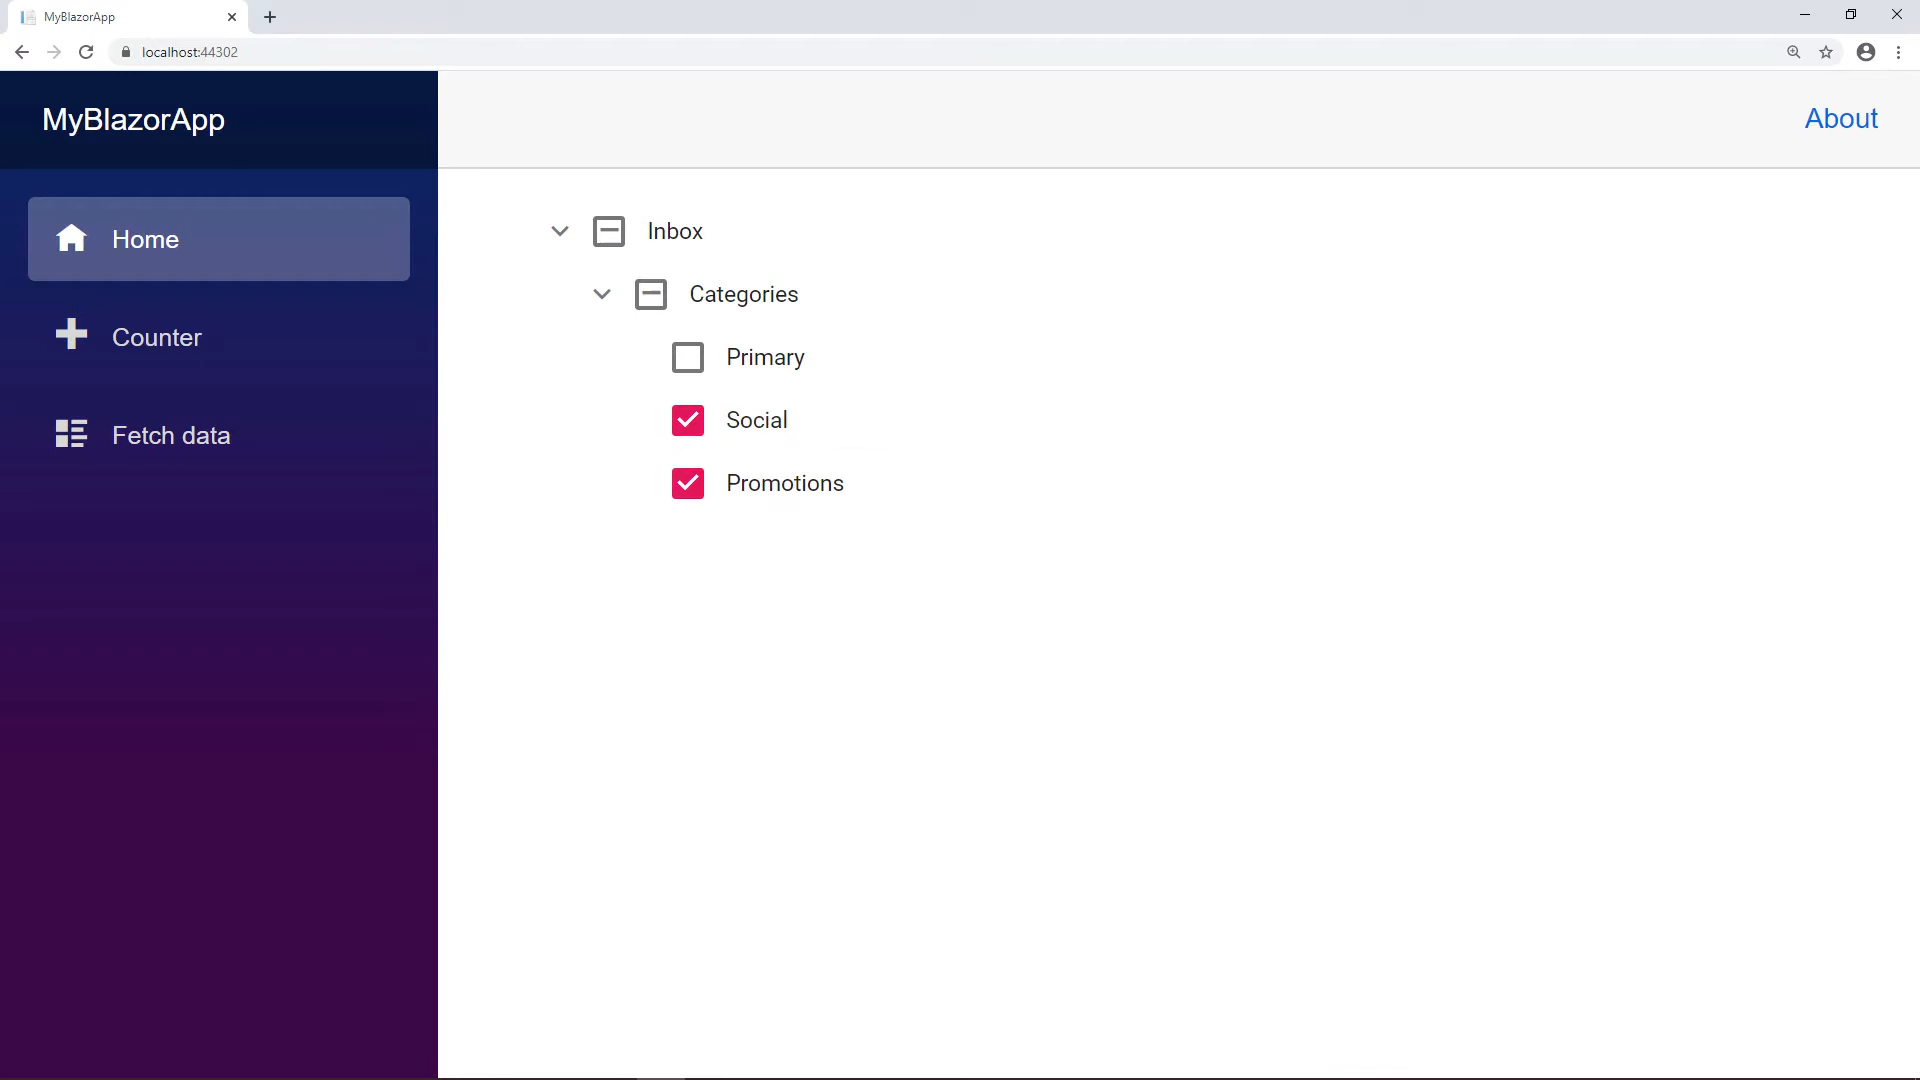 MyBlazorApp
localhost:44302
MyBlazorApp
About
Home
Counter
Fetch data
Inbox
Categories
Primary
Social
Promotions